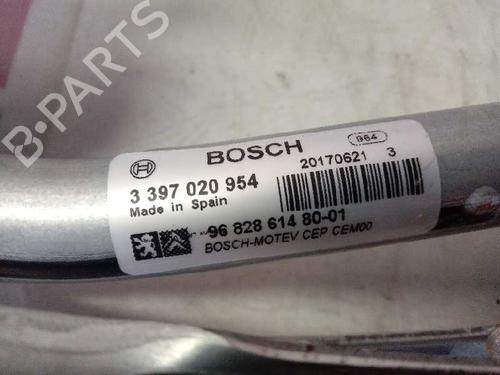 B-PARTS
BOSCH
964
3 397 020 954
20170621 3
Made in Spain
96 828 614 80-01
BOSCH-MOTEV CEP CEM00